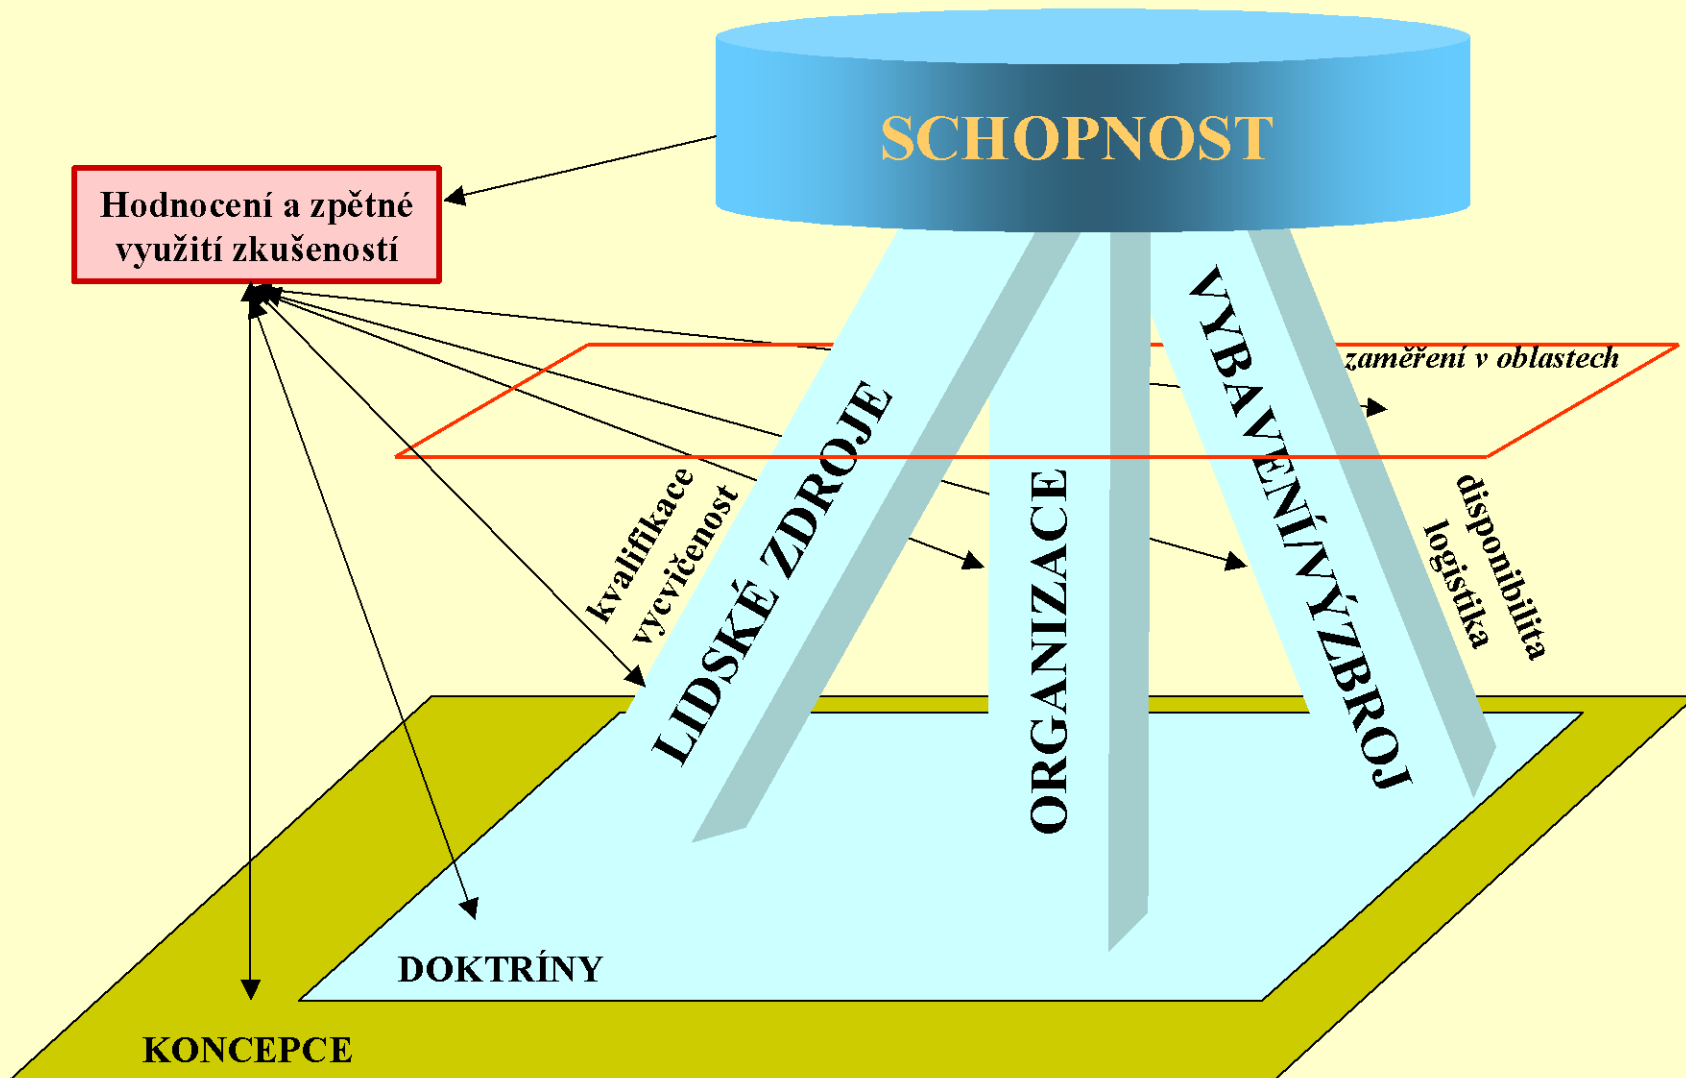 SCHOPNOST
Hodnocení a zpětné
využití zkušeností
zaměření v oblastech
kvalifikace
vycvičenost
LIDSKÉ ZDROJE
ORGANIZACE
VYBAVENÍ/VÝZBROJ
disponibilita
logistika
DOKTRÍNY
KONCEPCE